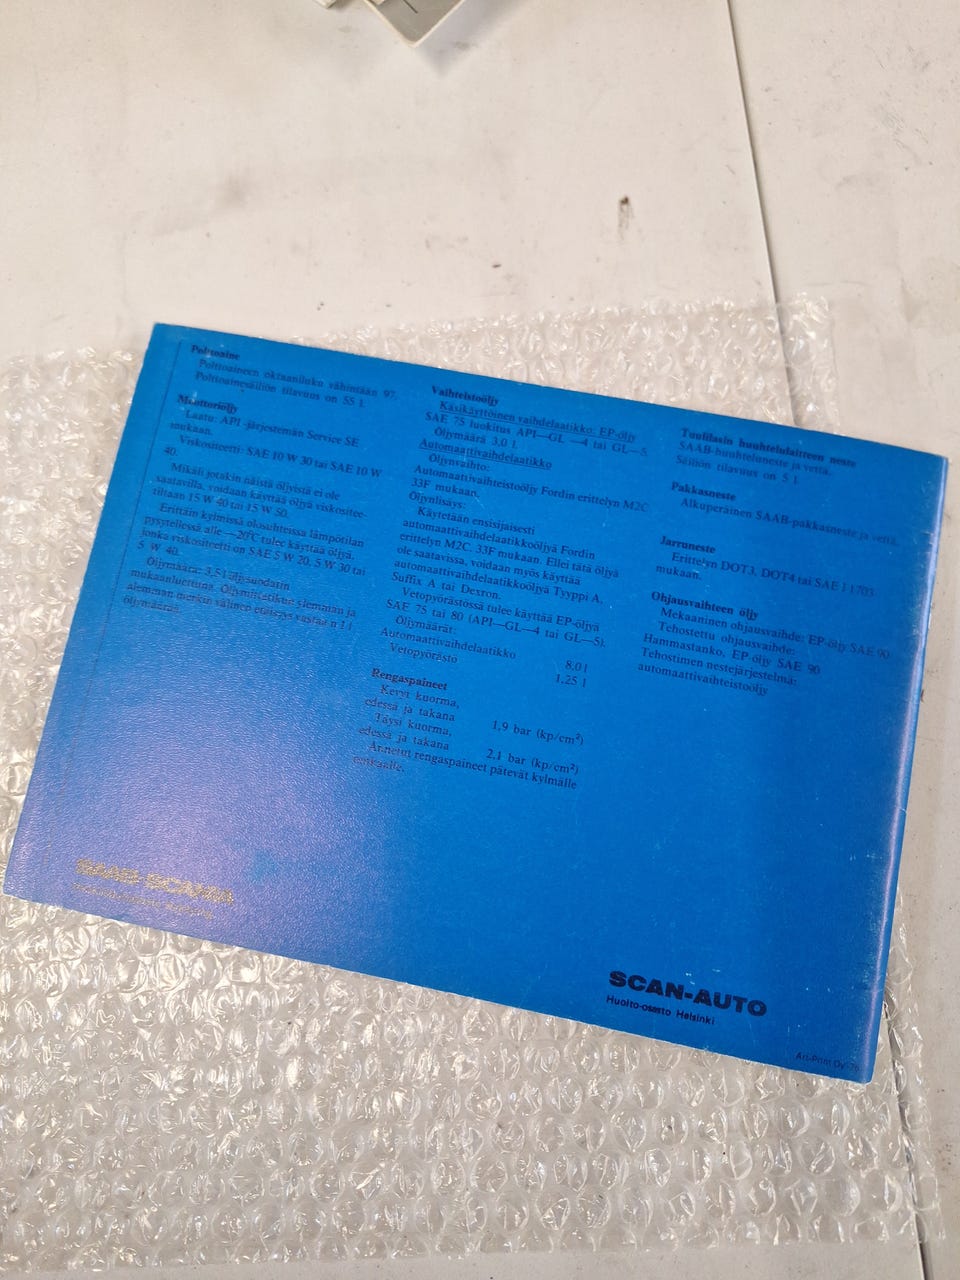 Polttoaine
Polttoaineen oktaaniluku vähintään 97.
Polttoainesäiliön tilavuus on 55 l.
Moottoriöljy
Laatu: API-järjestemän Service SE
mukaan.
Viskositeetti: SAE 10 W 30 tai SAE 10 W
40.
Mikäli jotakin näistä öljyistä ei ole
saatavilla, voidaan käyttää öljyä viskositee-
tiltaan 15 W 40 tai 15 W 50.
Erittäin kylmissä olosuhteissa lämpötilan
pysytellessä alle —20°C tulee käyttää öljyä,
jonka viskositeetti on SAE 5 W 20, 5 W 30 tai
5 W 40.
Öljymäärä: 3,5 l öljysuodatin
mukaanluettuna. Öljymittatikun ylemmän ja
alemman merkin välinen etäisyys vastaa n 1 l
öljymäärää.
Vaihteistoöljy
Käsikäyttöinen vaihdelaatikko: EP-öljy
SAE 75 luokitus API—GL —4 tai GL—5.
Öljymäärä 3,0 l.
Automaattivaihdelaatikko
Öljynvaihto:
Automaattivaihteistoöljy Fordin erittelyn M2C
33F mukaan.
Öljynlisäys:
Käytetään ensisijaisesti
automaattivaihdelaatikkoöljyä Fordin
erittelyn M2C. 33F mukaan. Ellei tätä öljyä
ole saatavissa, voidaan myös käyttää
automaattivaihdelaatikkoöljyä Tyyppi A,
Suffix A tai Dexron.
Vetopyörästössä tulee käyttää EP-öljyä
SAE 75 tai 80 (API—GL—4 tai GL—5).
Öljymäärät:
Automaattivaihdelaatikko 8,0 l
Vetopyörästö 1,25 l
Rengaspaineet
Kevyt kuorma,
edessä ja takana 1,9 bar (kp/cm²)
Täysi kuorma,
edessä ja takana 2,1 bar (kp/cm²)
Annetut rengaspaineet pätevät kylmälle
renkaalle.
Tuulilasin huuhtelulaitteen neste
SAAB-huuhteluneste ja vettä.
Säiliön tilavuus on 5 l.
Pakkasneste
Alkuperäinen SAAB-pakkasneste ja vettä.
Jarruneste
Erittelyn DOT3, DOT4 tai SAE J 1703
mukaan.
Ohjausvaihteen öljy
Mekaaninen ohjausvaihde: EP-öljy SAE 90
Tehostettu ohjausvaihde:
Hammastanko, EP-öljy SAE 90
Tehostimen nestejärjestelmä:
automaattivaihteistoöljy
SAAB-SCANIA
SCAN-AUTO
Huolto-osasto Helsinki
Art-Print Oy